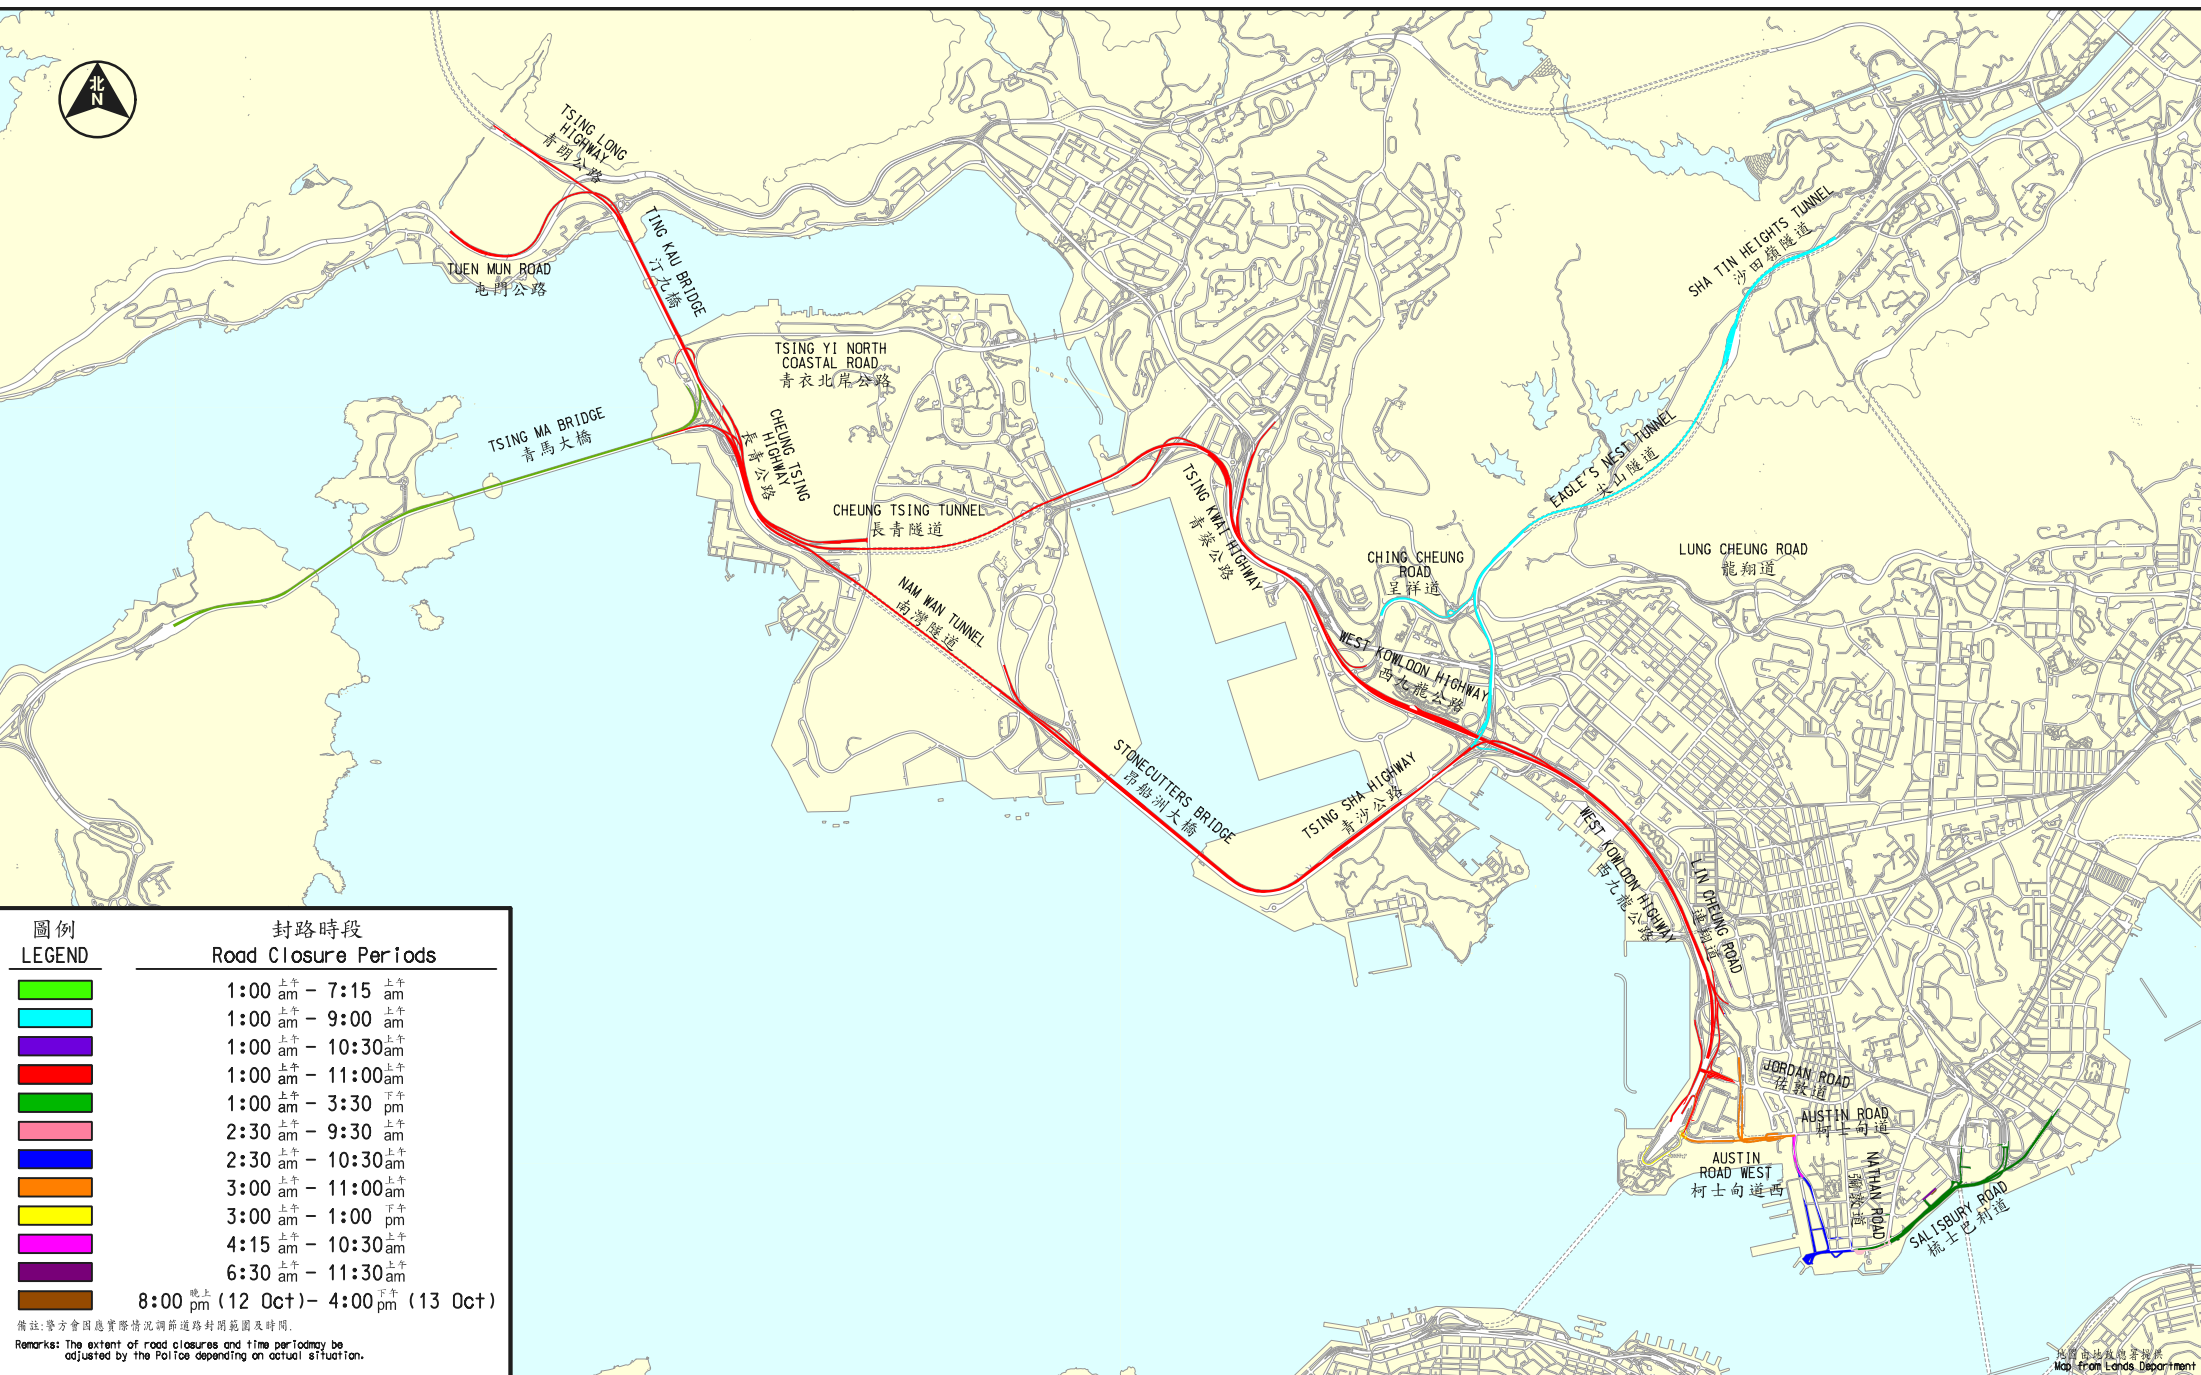 北
N
TSING LONG
HIGHWAY
青朗公路
TING KAU BRIDGE
汀九橋
TUEN MUN ROAD
屯門公路
TSING YI NORTH
COASTAL ROAD
青衣北岸公路
TSING MA BRIDGE
青馬大橋
CHEUNG TSING
HIGHWAY
長青公路
CHEUNG TSING TUNNEL
長青隧道
NAM WAN TUNNEL
南灣隧道
TSING KWAI HIGHWAY
青葵公路
STONECUTTERS BRIDGE
昂船洲大橋
TSING SHA HIGHWAY
青沙公路
SHA TIN HEIGHTS TUNNEL
沙田嶺隧道
EAGLE'S NEST TUNNEL
尖山隧道
CHING CHEUNG
ROAD
呈祥道
LUNG CHEUNG ROAD
龍翔道
WEST KOWLOON HIGHWAY
西九龍公路
WEST KOWLOON HIGHWAY
西九龍公路
LIN CHEUNG ROAD
連翔道
JORDAN ROAD
佐敦道
AUSTIN ROAD
柯士甸道
AUSTIN
ROAD WEST
柯士甸道西
NATHAN ROAD
彌敦道
SALISBURY ROAD
梳士巴利道
圖例 封路時段
LEGEND Road Closure Periods
1:00 上午 am - 7:15 上午 am
1:00 上午 am - 9:00 上午 am
1:00 上午 am - 10:30 上午 am
1:00 上午 am - 11:00 上午 am
1:00 上午 am - 3:30 下午 pm
2:30 上午 am - 9:30 上午 am
2:30 上午 am - 10:30 上午 am
3:00 上午 am - 11:00 上午 am
3:00 上午 am - 1:00 下午 pm
4:15 上午 am - 10:30 上午 am
6:30 上午 am - 11:30 上午 am
8:00 晚上 pm (12 Oct)- 4:00 下午 pm (13 Oct)
備註:警方會因應實際情況調節道路封閉範圍及時間.
Remarks: The extent of road closures and time periodmay be
adjusted by the Police depending on actual situation.
地圖由地政總署提供
Map from Lands Department